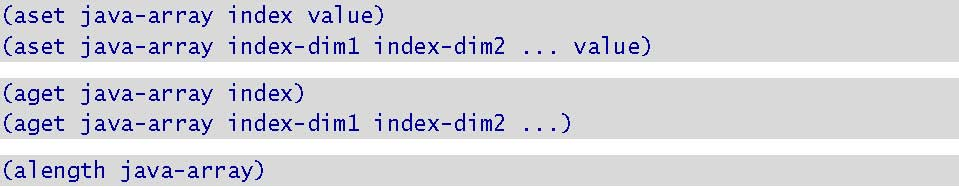 (aset java-array index value)
(aset java-array index-dim1 index-dim2 ... value)
(aget java-array index)
(aget java-array index-dim1 index-dim2 ...)
(alength java-array)